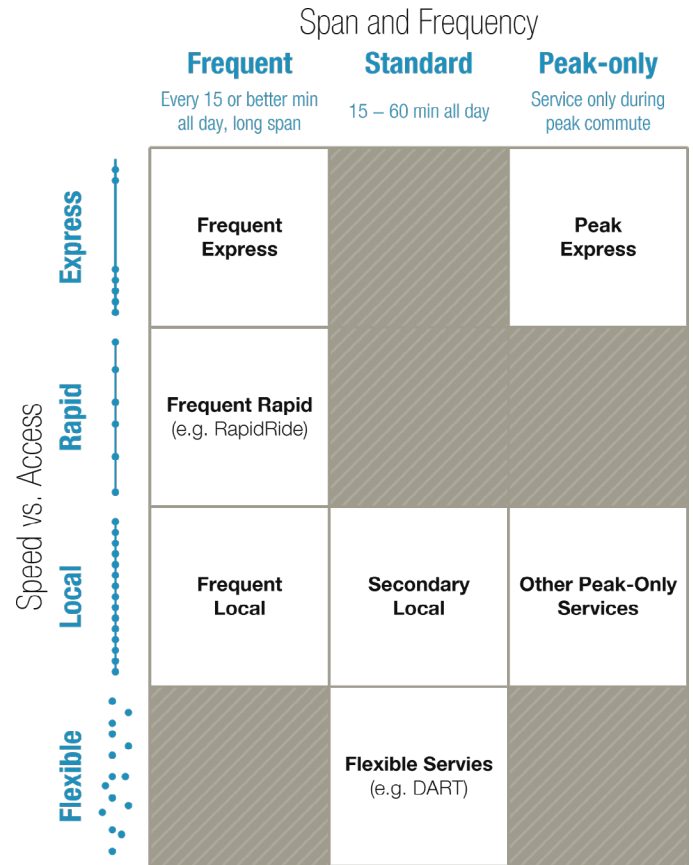 Span and Frequency
Frequent
Standard
Peak-only
Every 15 or better min
all day, long span
15 – 60 min all day
Service only during
peak commute
Speed vs. Access
Express
Frequent
Express
Peak
Express
Rapid
Frequent Rapid
(e.g. RapidRide)
Local
Frequent
Local
Secondary
Local
Other Peak-Only
Services
Flexible
Flexible Servies
(e.g. DART)